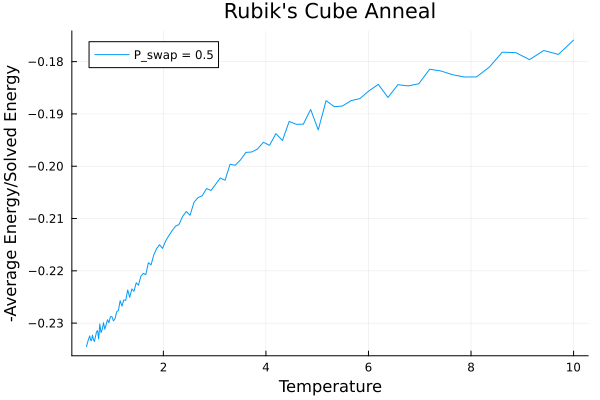 Rubik's Cube Anneal
P_swap = 0.5
-Average Energy/Solved Energy
−0.18
−0.19
−0.20
−0.21
−0.22
−0.23
2
4
6
8
10
Temperature